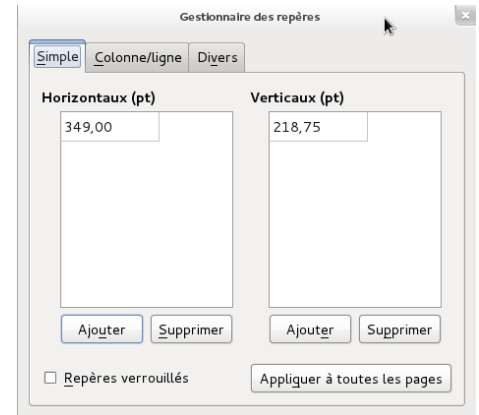 Gestionnaire des repères
Simple Colonne/ligne Divers
Horizontaux (pt) Verticaux (pt)
349,00 218,75
Ajouter Supprimer Ajouter Supprimer
Repères verrouillés Appliquer à toutes les pages